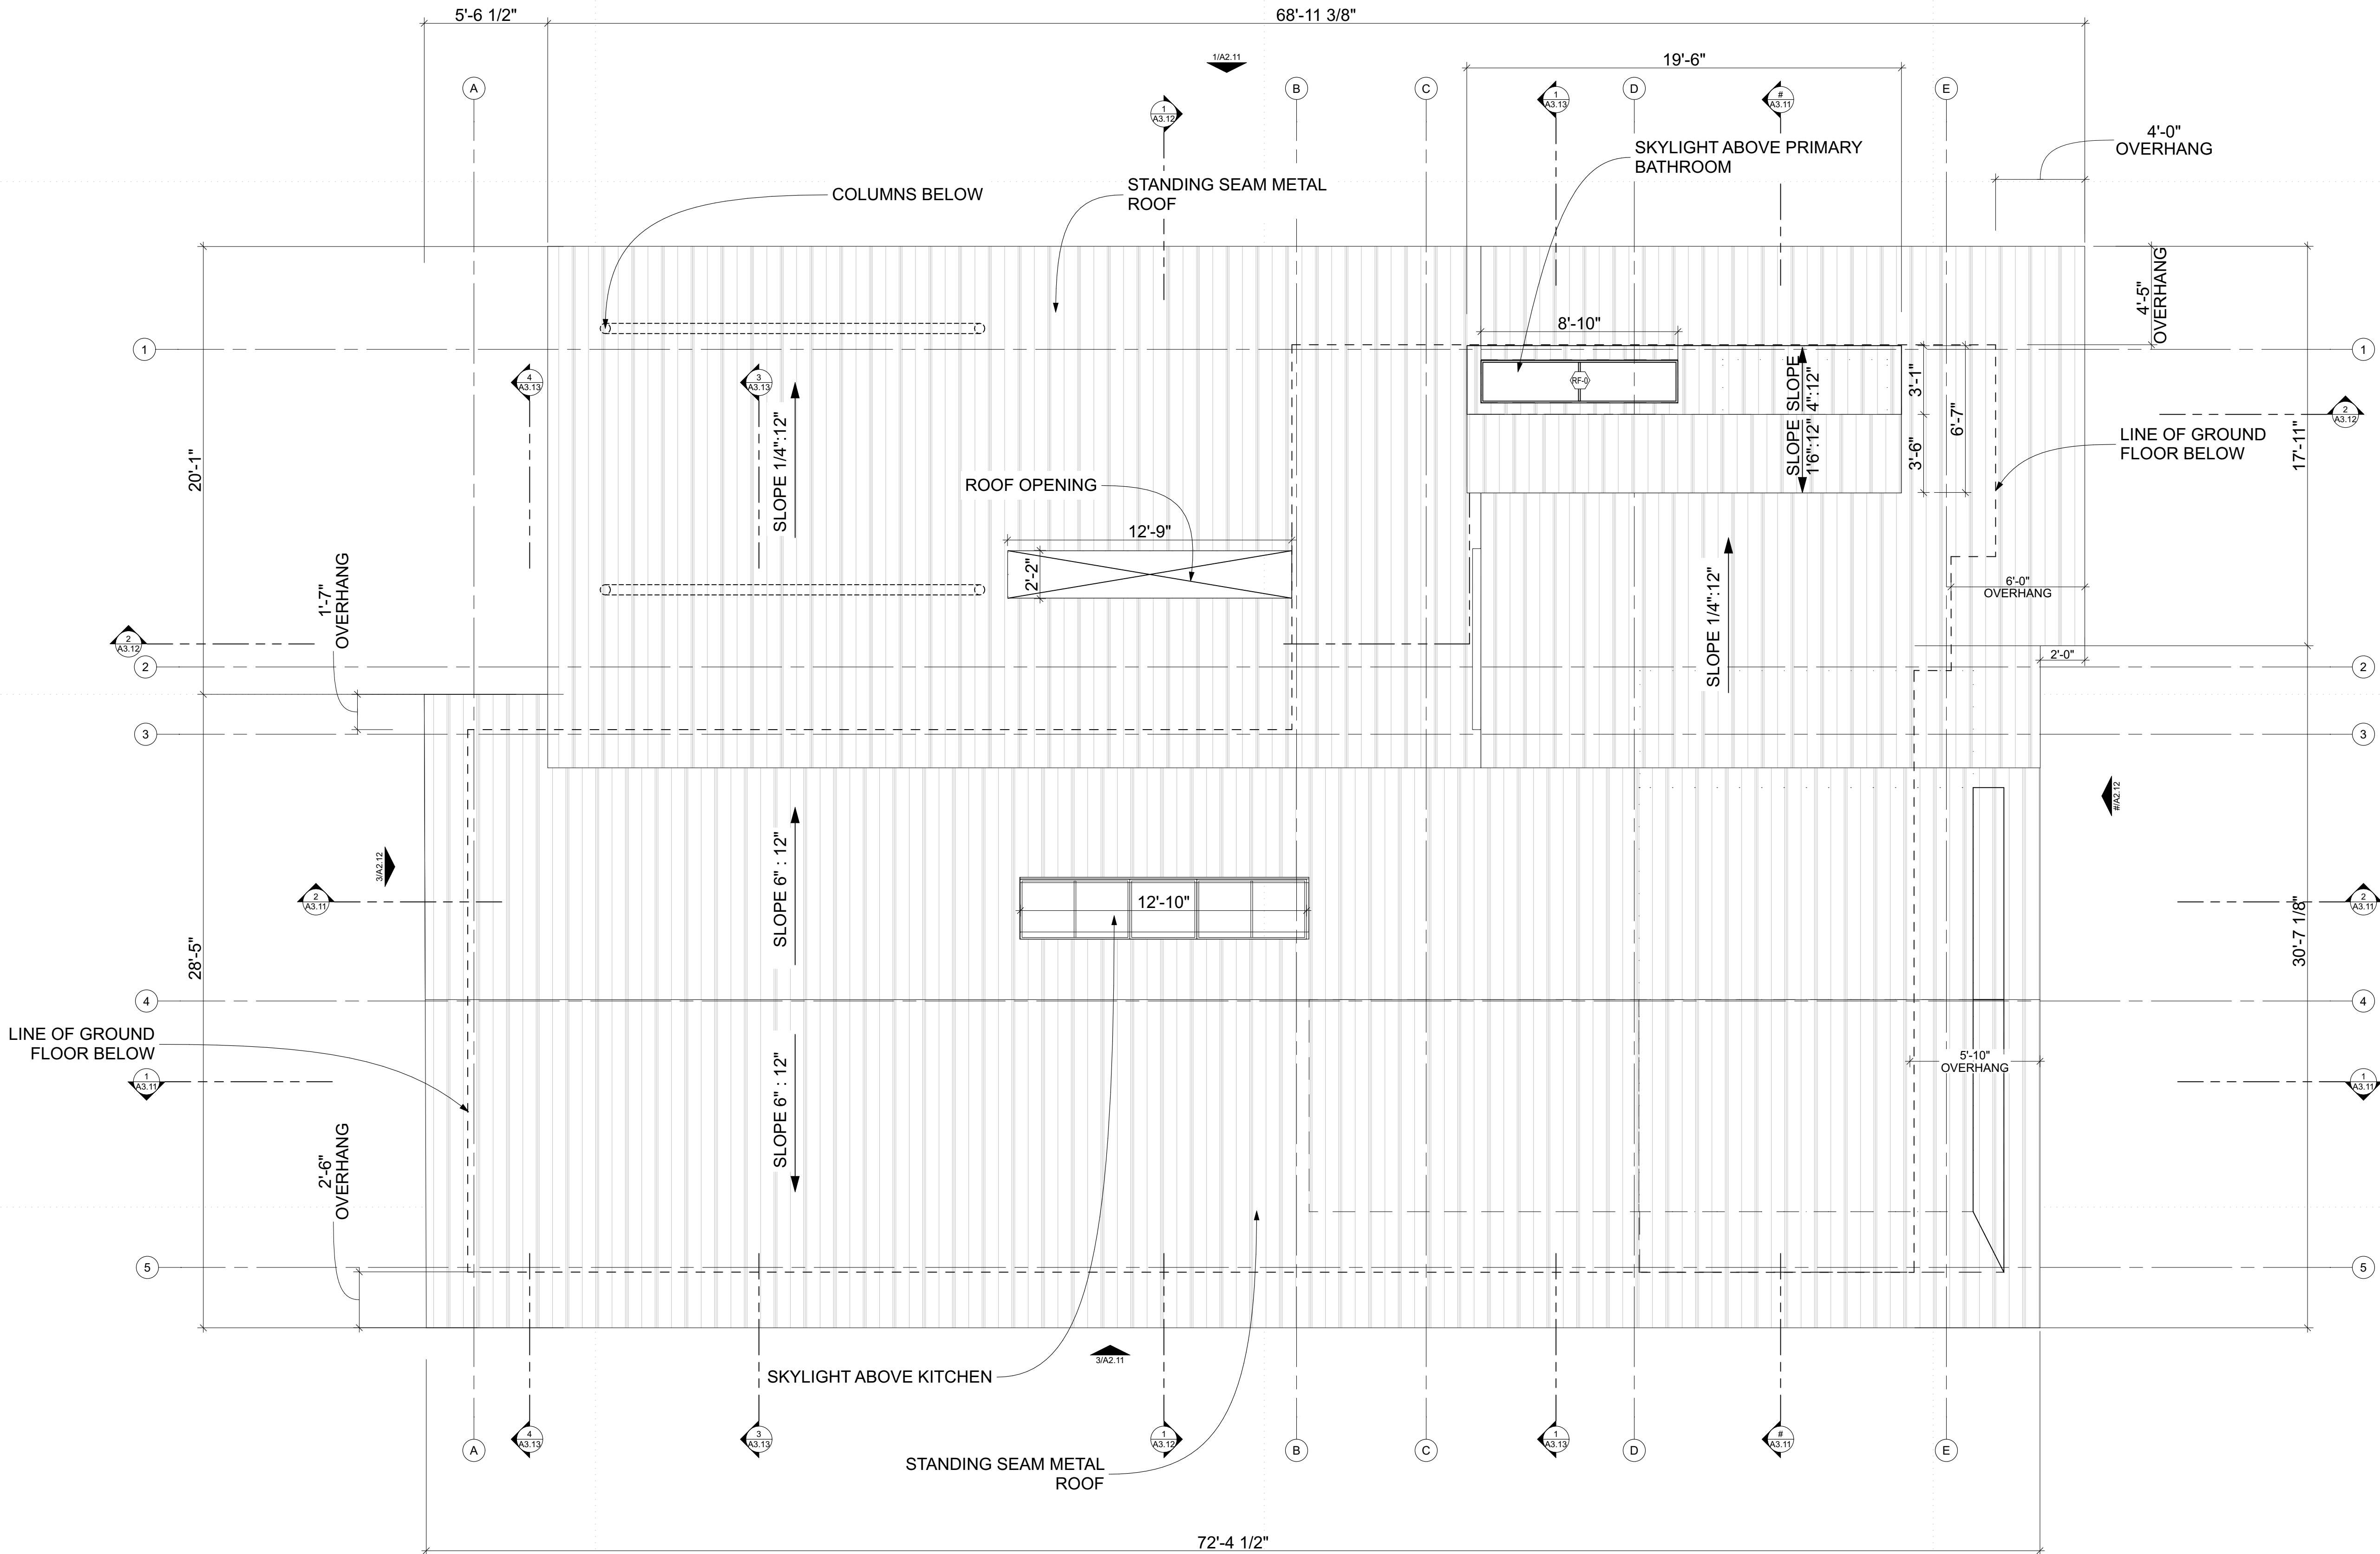 5'-6 1/2"
68'-11 3/8"
1/A2.11
19'-6"
A
B
C
D
E
1
A3.12
1
A3.13
#
A3.11
4'-0"
OVERHANG
SKYLIGHT ABOVE PRIMARY
BATHROOM
COLUMNS BELOW
STANDING SEAM METAL
ROOF
4'-5"
OVERHANG
8'-10"
1
1
RF-0
SLOPE
4":12"
SLOPE
1'6":12"
3'-1"
3'-6"
6'-7"
4
A3.13
3
A3.13
SLOPE 1/4":12"
2
A3.12
LINE OF GROUND
FLOOR BELOW
17'-11"
20'-1"
ROOF OPENING
12'-9"
2'-2"
1'-7"
OVERHANG
SLOPE 1/4":12"
6'-0"
OVERHANG
2
A3.12
2
2
2'-0"
3
3
#/A2.12
3/A2.12
SLOPE 6" : 12"
12'-10"
2
A3.11
2
A3.11
28'-5"
30'-7 1/8"
4
4
LINE OF GROUND
FLOOR BELOW
5'-10"
OVERHANG
1
A3.11
1
A3.11
SLOPE 6" : 12"
2'-6"
OVERHANG
5
5
3/A2.11
SKYLIGHT ABOVE KITCHEN
A
4
A3.13
3
A3.13
1
A3.12
B
C
1
A3.13
D
#
A3.11
E
STANDING SEAM METAL
ROOF
72'-4 1/2"